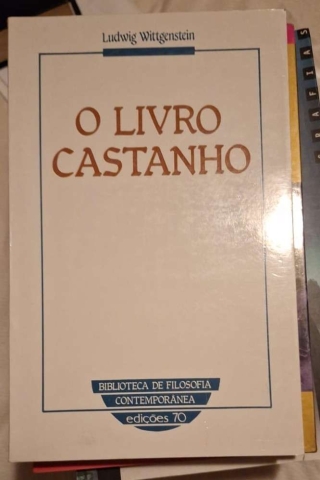 Ludwig Wittgenstein
O LIVRO
CASTANHO
BIBLIOTECA DE FILOSOFIA
CONTEMPORÂNEA
edições 70